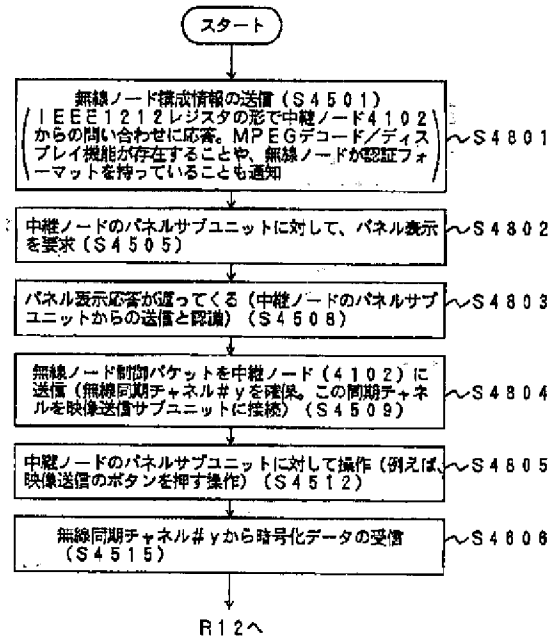 スタート
無線ノード構成情報の送信(S4501)
IEEE1212レジスタの形で中継ノード4102
からの問い合わせに応答。MPEGデコード/ディス
プレイ機能が存在することや、無線ノードが認証フォ
ーマットを持っていることも通知
S4801
中継ノードのパネルサブユニットに対して、パネル表示
を要求(S4505)
S4802
パネル表示応答が返ってくる(中継ノードのパネルサブ
ユニットからの送信と認識)(S4508)
S4803
無線ノード制御パケットを中継ノード(4102)に
送信(無線同期チャネル#yを確保。この同期チャネ
ルを映像送信サブユニットに接続)(S4509)
S4804
中継ノードのパネルサブユニットに対して操作(例えば、
映像送信のボタンを押す操作)(S4512)
S4805
無線同期チャネル#yから暗号化データの受信
(S4515)
S4806
R12へ